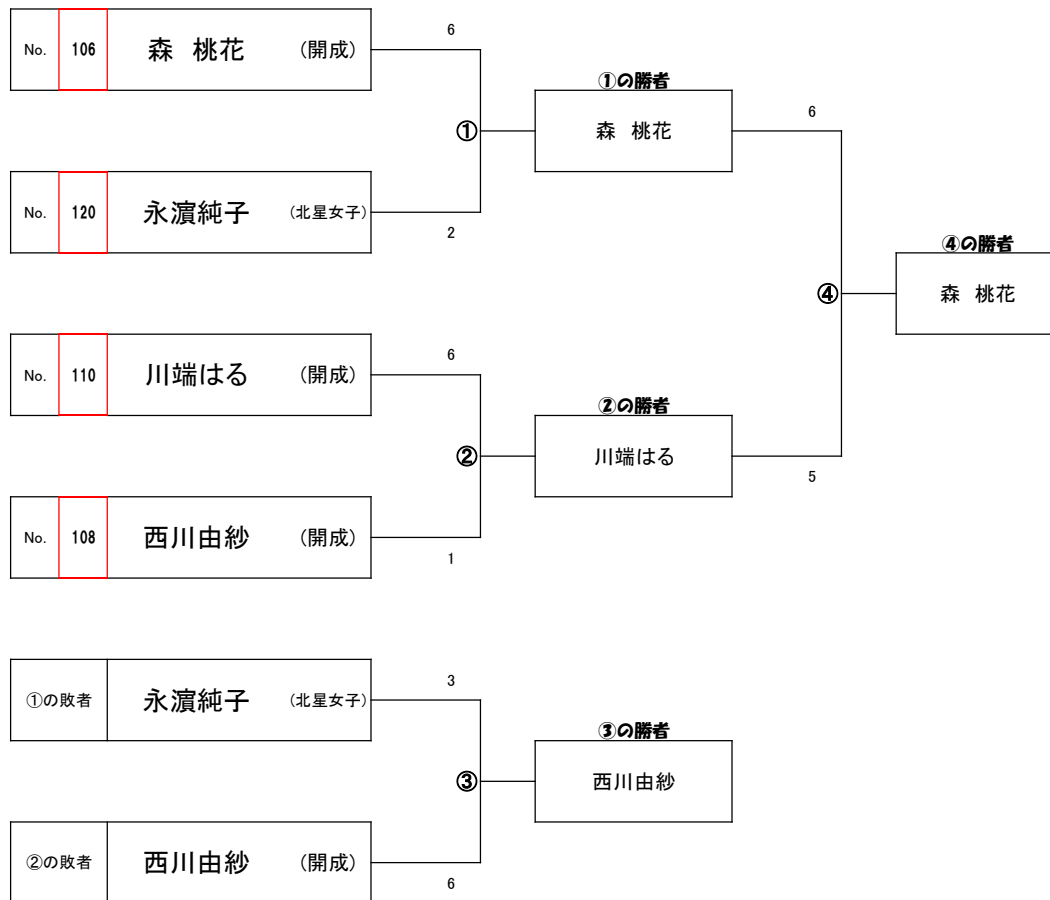 6
No. 106 森 桃花 (開成)
①の勝者
① 森 桃花 6
No. 120 永濵純子 (北星女子)
2
④の勝者
④ 森 桃花
No. 110 川端はる (開成)
6
②の勝者
② 川端はる
5
No. 108 西川由紗 (開成)
1
①の敗者 永濵純子 (北星女子)
3
③の勝者
③ 西川由紗
②の敗者 西川由紗 (開成)
6